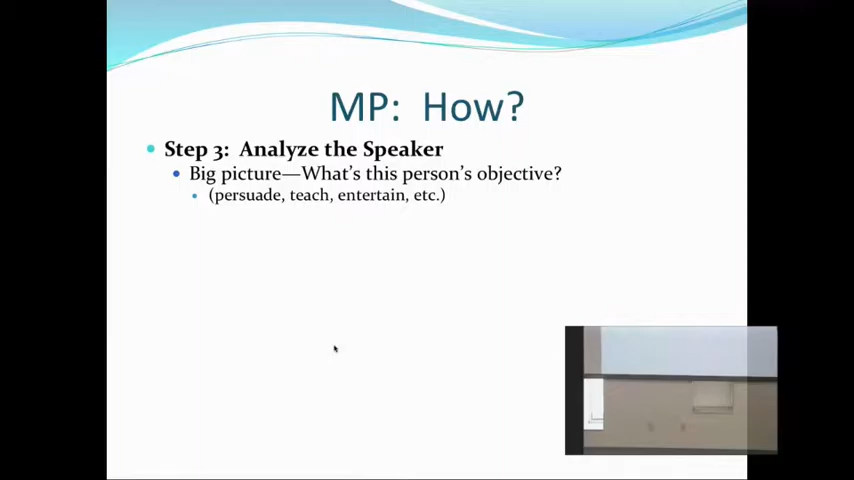 MP: How?
Step 3: Analyze the Speaker
Big picture—What's this person's objective?
(persuade, teach, entertain, etc.)